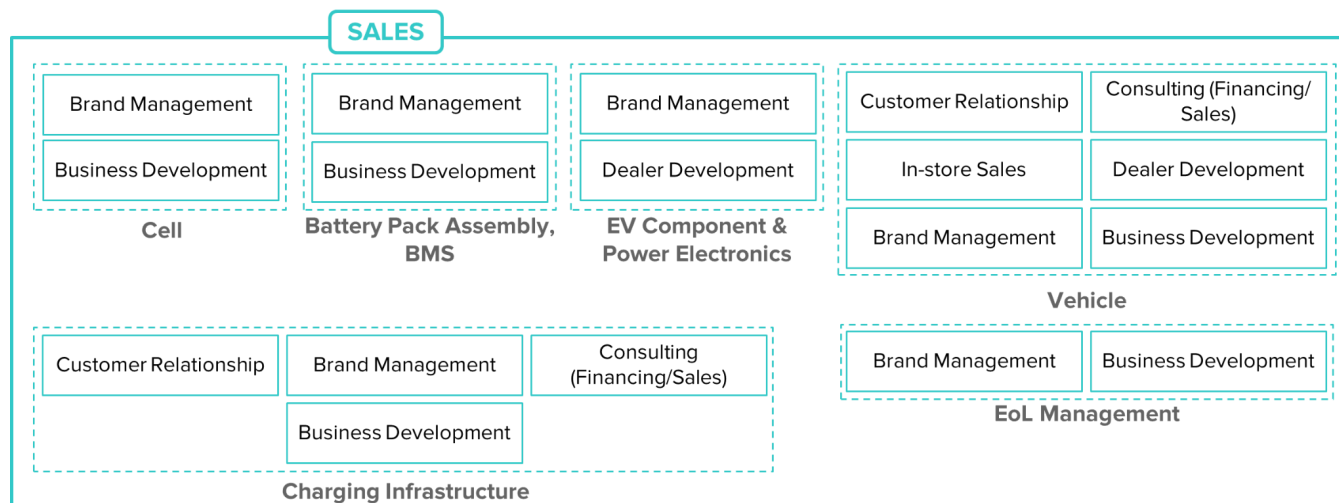 SALES
Brand Management
Business Development
Cell
Brand Management
Business Development
Battery Pack Assembly,
BMS
Brand Management
Dealer Development
EV Component &
Power Electronics
Customer Relationship
Consulting (Financing/
Sales)
In-store Sales
Dealer Development
Brand Management
Business Development
Vehicle
Customer Relationship
Brand Management
Consulting
(Financing/Sales)
Business Development
Charging Infrastructure
Brand Management
Business Development
EoL Management